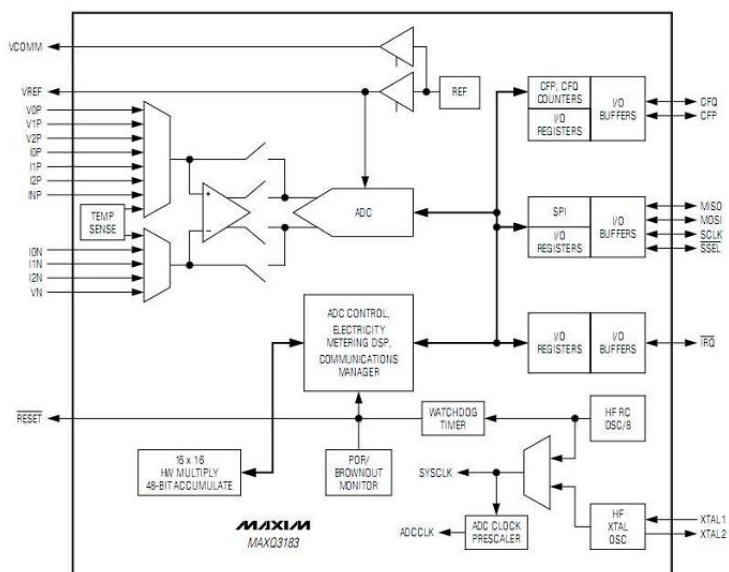 VCOMM
VREF
REF
V0P
V1P
V2P
I0P
I1P
I2P
INP
TEMP
SENSE
I0N
I1N
I2N
VN
+
−
ADC
CFP, CFQ
COUNTERS
I/O
REGISTERS
I/O
BUFFERS
CFQ
CFP
SPI
I/O
REGISTERS
I/O
BUFFERS
MISO
MOSI
SCLK
SSEL
ADC CONTROL,
ELECTRICITY
METERING DSP,
COMMUNICATIONS
MANAGER
I/O
REGISTERS
I/O
BUFFERS
IRQ
RESET
WATCHDOG
TIMER
HF RC
OSC/8
16 x 16
HW MULTIPLY
48-BIT ACCUMULATE
POR/
BROWNOUT
MONITOR
SYSCLK
ADCCLK
ADC CLOCK
PRESCALER
HF
XTAL
OSC
XTAL1
XTAL2
MAXIM
MAXQ3183